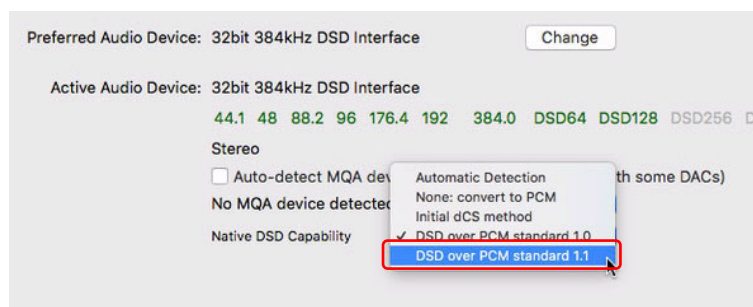 Preferred Audio Device: 32bit 384kHz DSD Interface Change
Active Audio Device: 32bit 384kHz DSD Interface
44.1 48 88.2 96 176.4 192 384.0 DSD64 DSD128 DSD256
Stereo
Auto-detect MQA th some DACs)
Automatic Detection
None: convert to PCM
No MQA device detected
Initial dCS method
Native DSD Capability ✓ DSD over PCM standard 1.0
DSD over PCM standard 1.1